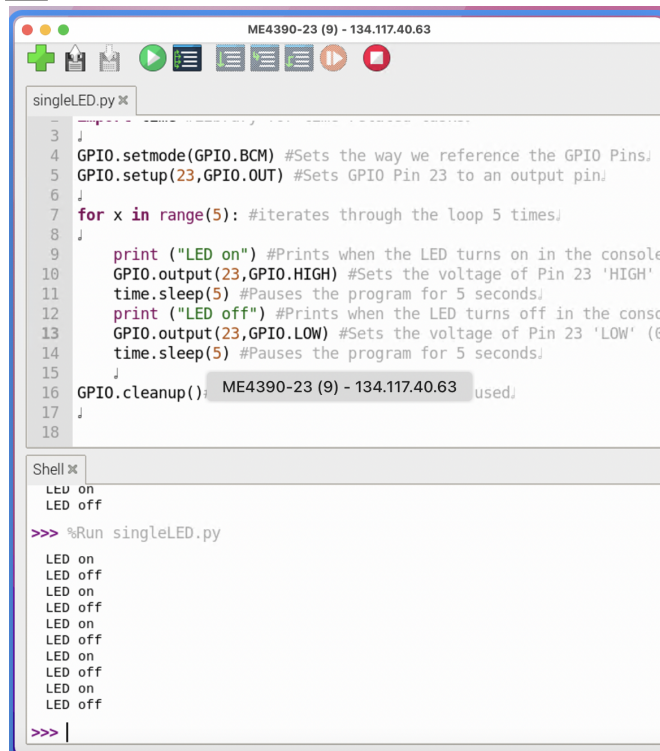 ME4390-23 (9) - 134.117.40.63
singleLED.py
3
4 GPIO.setmode(GPIO.BCM) #Sets the way we reference the GPIO Pins
5 GPIO.setup(23,GPIO.OUT) #Sets GPIO Pin 23 to an output pin
6
7 for x in range(5): #iterates through the loop 5 times
8
9 print ("LED on") #Prints when the LED turns on in the console
10 GPIO.output(23,GPIO.HIGH) #Sets the voltage of Pin 23 'HIGH'
11 time.sleep(5) #Pauses the program for 5 seconds
12 print ("LED off") #Prints when the LED turns off in the conso
13 GPIO.output(23,GPIO.LOW) #Sets the voltage of Pin 23 'LOW' (
14 time.sleep(5) #Pauses the program for 5 seconds
15
ME4390-23 (9) - 134.117.40.63
16 GPIO.cleanup()# used
17
18
Shell
LED on
LED off
>>> %Run singleLED.py
LED on
LED off
LED on
LED off
LED on
LED off
LED on
LED off
LED on
LED off
>>>